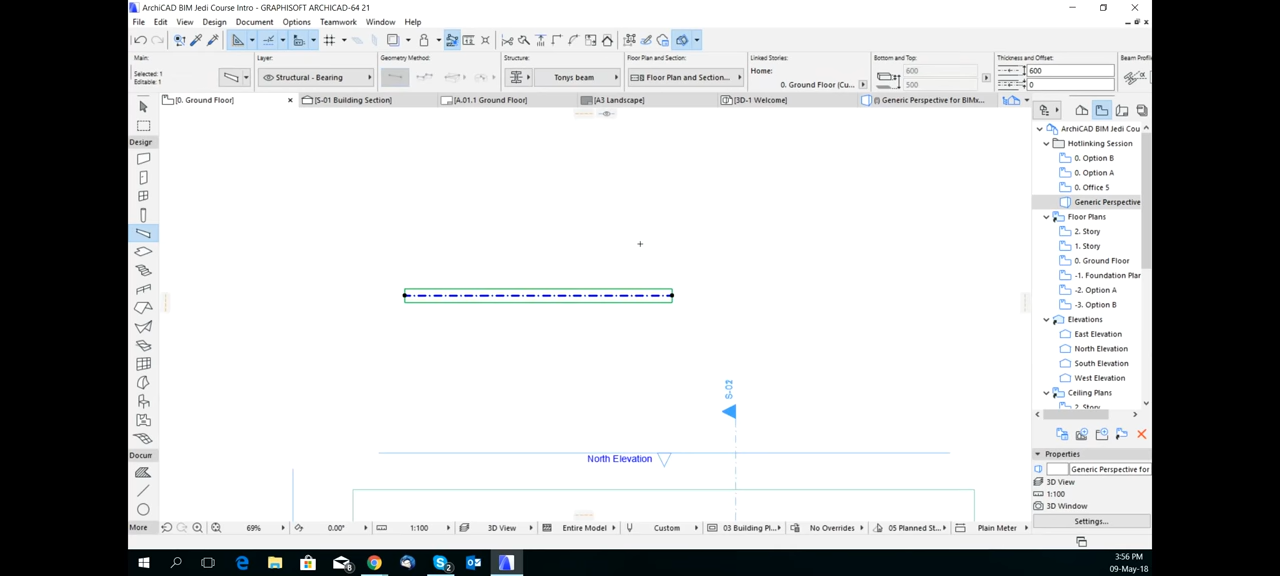 ArchiCAD BIM Jedi Course Intro - GRAPHISOFT ARCHICAD-64 21
File Edit View Design Document Options Teamwork Window Help
Main: Layer: Geometry Method: Structure: Floor Plan and Section: Linked Stories: Bottom and Top: Thickness and Offset:
Selected: 1
Editable: 1
Structural - Bearing
Tonys beam
Floor Plan and Section...
Home:
0. Ground Floor (Cu...
600
500
600
0
[0. Ground Floor] [S-01 Building Section] [A.01.1 Ground Floor] [A3 Landscape] [3D-1 Welcome] (!) Generic Perspective for BIMx...
Design
Docum
More
S-02
North Elevation
ArchiCAD BIM Jedi Cou
Hotlinking Session
0. Option B
0. Option A
0. Office 5
Generic Perspective
Floor Plans
2. Story
1. Story
0. Ground Floor
-1. Foundation Plan
-2. Option A
-3. Option B
Elevations
East Elevation
North Elevation
South Elevation
West Elevation
Ceiling Plans
2. Story
Properties
Generic Perspective for
3D View
1:100
3D Window
Settings...
69% 0.00° 1:100 3D View Entire Model Custom 03 Building Pl... No Overrides 05 Planned St... Plain Meter
3:56 PM
09-May-18